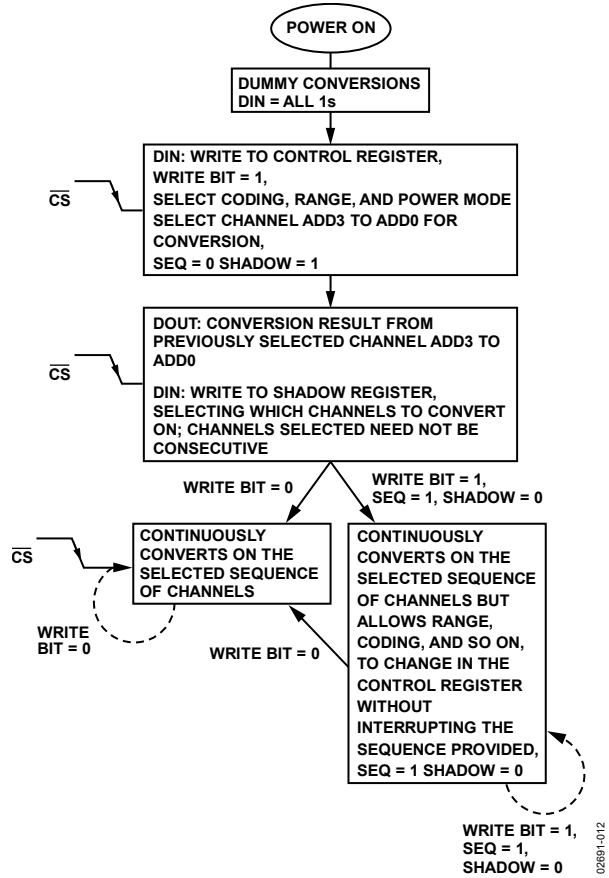 POWER ON
DUMMY CONVERSIONS
DIN = ALL 1s
CS
DIN: WRITE TO CONTROL REGISTER,
WRITE BIT = 1,
SELECT CODING, RANGE, AND POWER MODE
SELECT CHANNEL ADD3 TO ADD0 FOR
CONVERSION,
SEQ = 0 SHADOW = 1
CS
DOUT: CONVERSION RESULT FROM
PREVIOUSLY SELECTED CHANNEL ADD3 TO
ADD0
DIN: WRITE TO SHADOW REGISTER,
SELECTING WHICH CHANNELS TO CONVERT
ON; CHANNELS SELECTED NEED NOT BE
CONSECUTIVE
WRITE BIT = 0
WRITE BIT = 1,
SEQ = 1, SHADOW = 0
CS
CONTINUOUSLY
CONVERTS ON THE
SELECTED SEQUENCE
OF CHANNELS
WRITE
BIT = 0
WRITE BIT = 0
CONTINUOUSLY
CONVERTS ON THE
SELECTED SEQUENCE
OF CHANNELS BUT
ALLOWS RANGE,
CODING, AND SO ON,
TO CHANGE IN THE
CONTROL REGISTER
WITHOUT
INTERRUPTING THE
SEQUENCE PROVIDED,
SEQ = 1 SHADOW = 0
WRITE BIT = 1,
SEQ = 1,
SHADOW = 0
02691-012